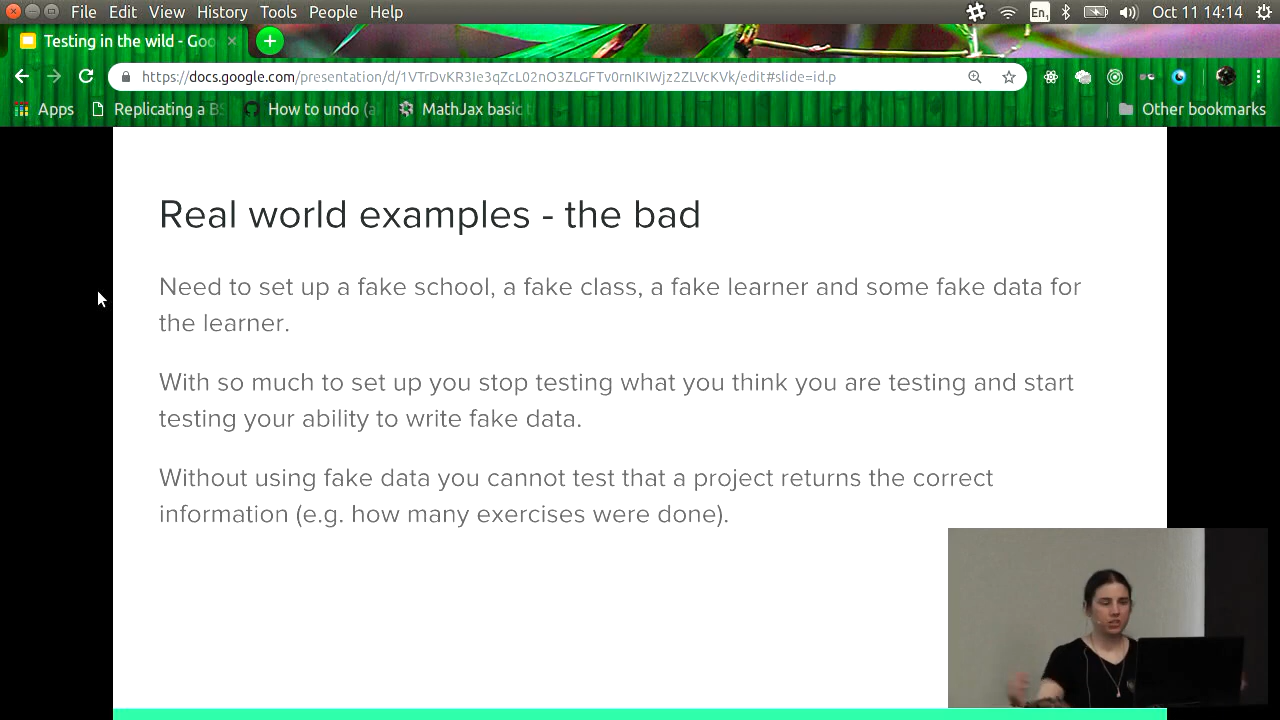 File Edit View History Tools People Help
En1
Oct 11 14:14
Testing in the wild - Goo
https://docs.google.com/presentation/d/1VTrDvKR3Ie3qZcL02nO3ZLGFTv0rnIKIWjz2ZLVcKVk/edit#slide=id.p
Apps Replicating a BS How to undo (a MathJax basic t Other bookmarks
Real world examples - the bad
Need to set up a fake school, a fake class, a fake learner and some fake data for
the learner.
With so much to set up you stop testing what you think you are testing and start
testing your ability to write fake data.
Without using fake data you cannot test that a project returns the correct
information (e.g. how many exercises were done).